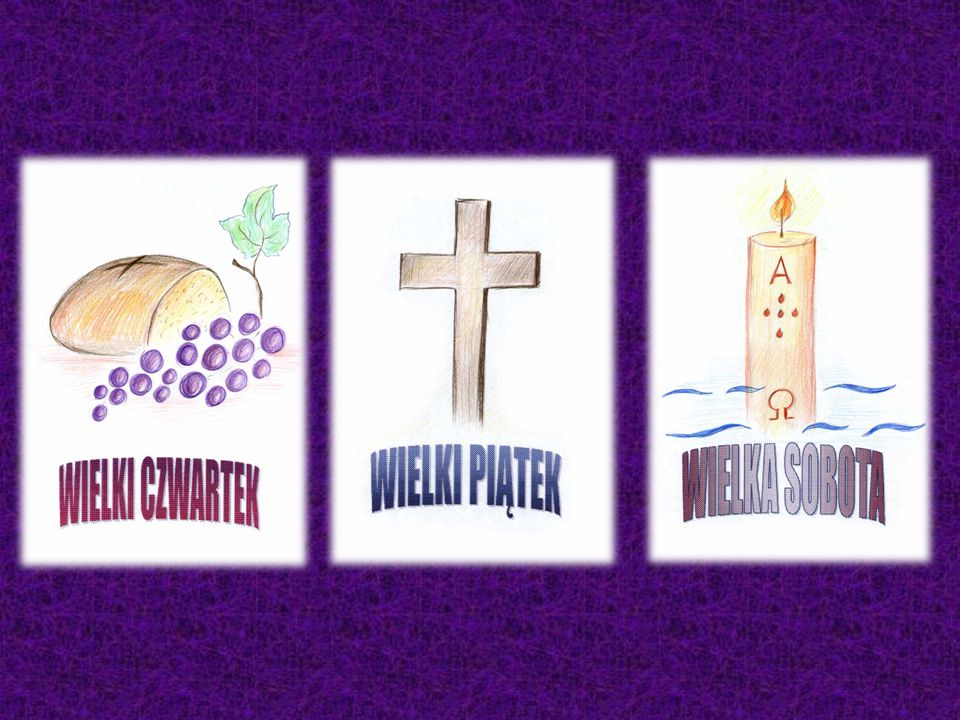 WIELKI CZWARTEK
WIELKI PIĄTEK
A
Ω
WIELKA SOBOTA